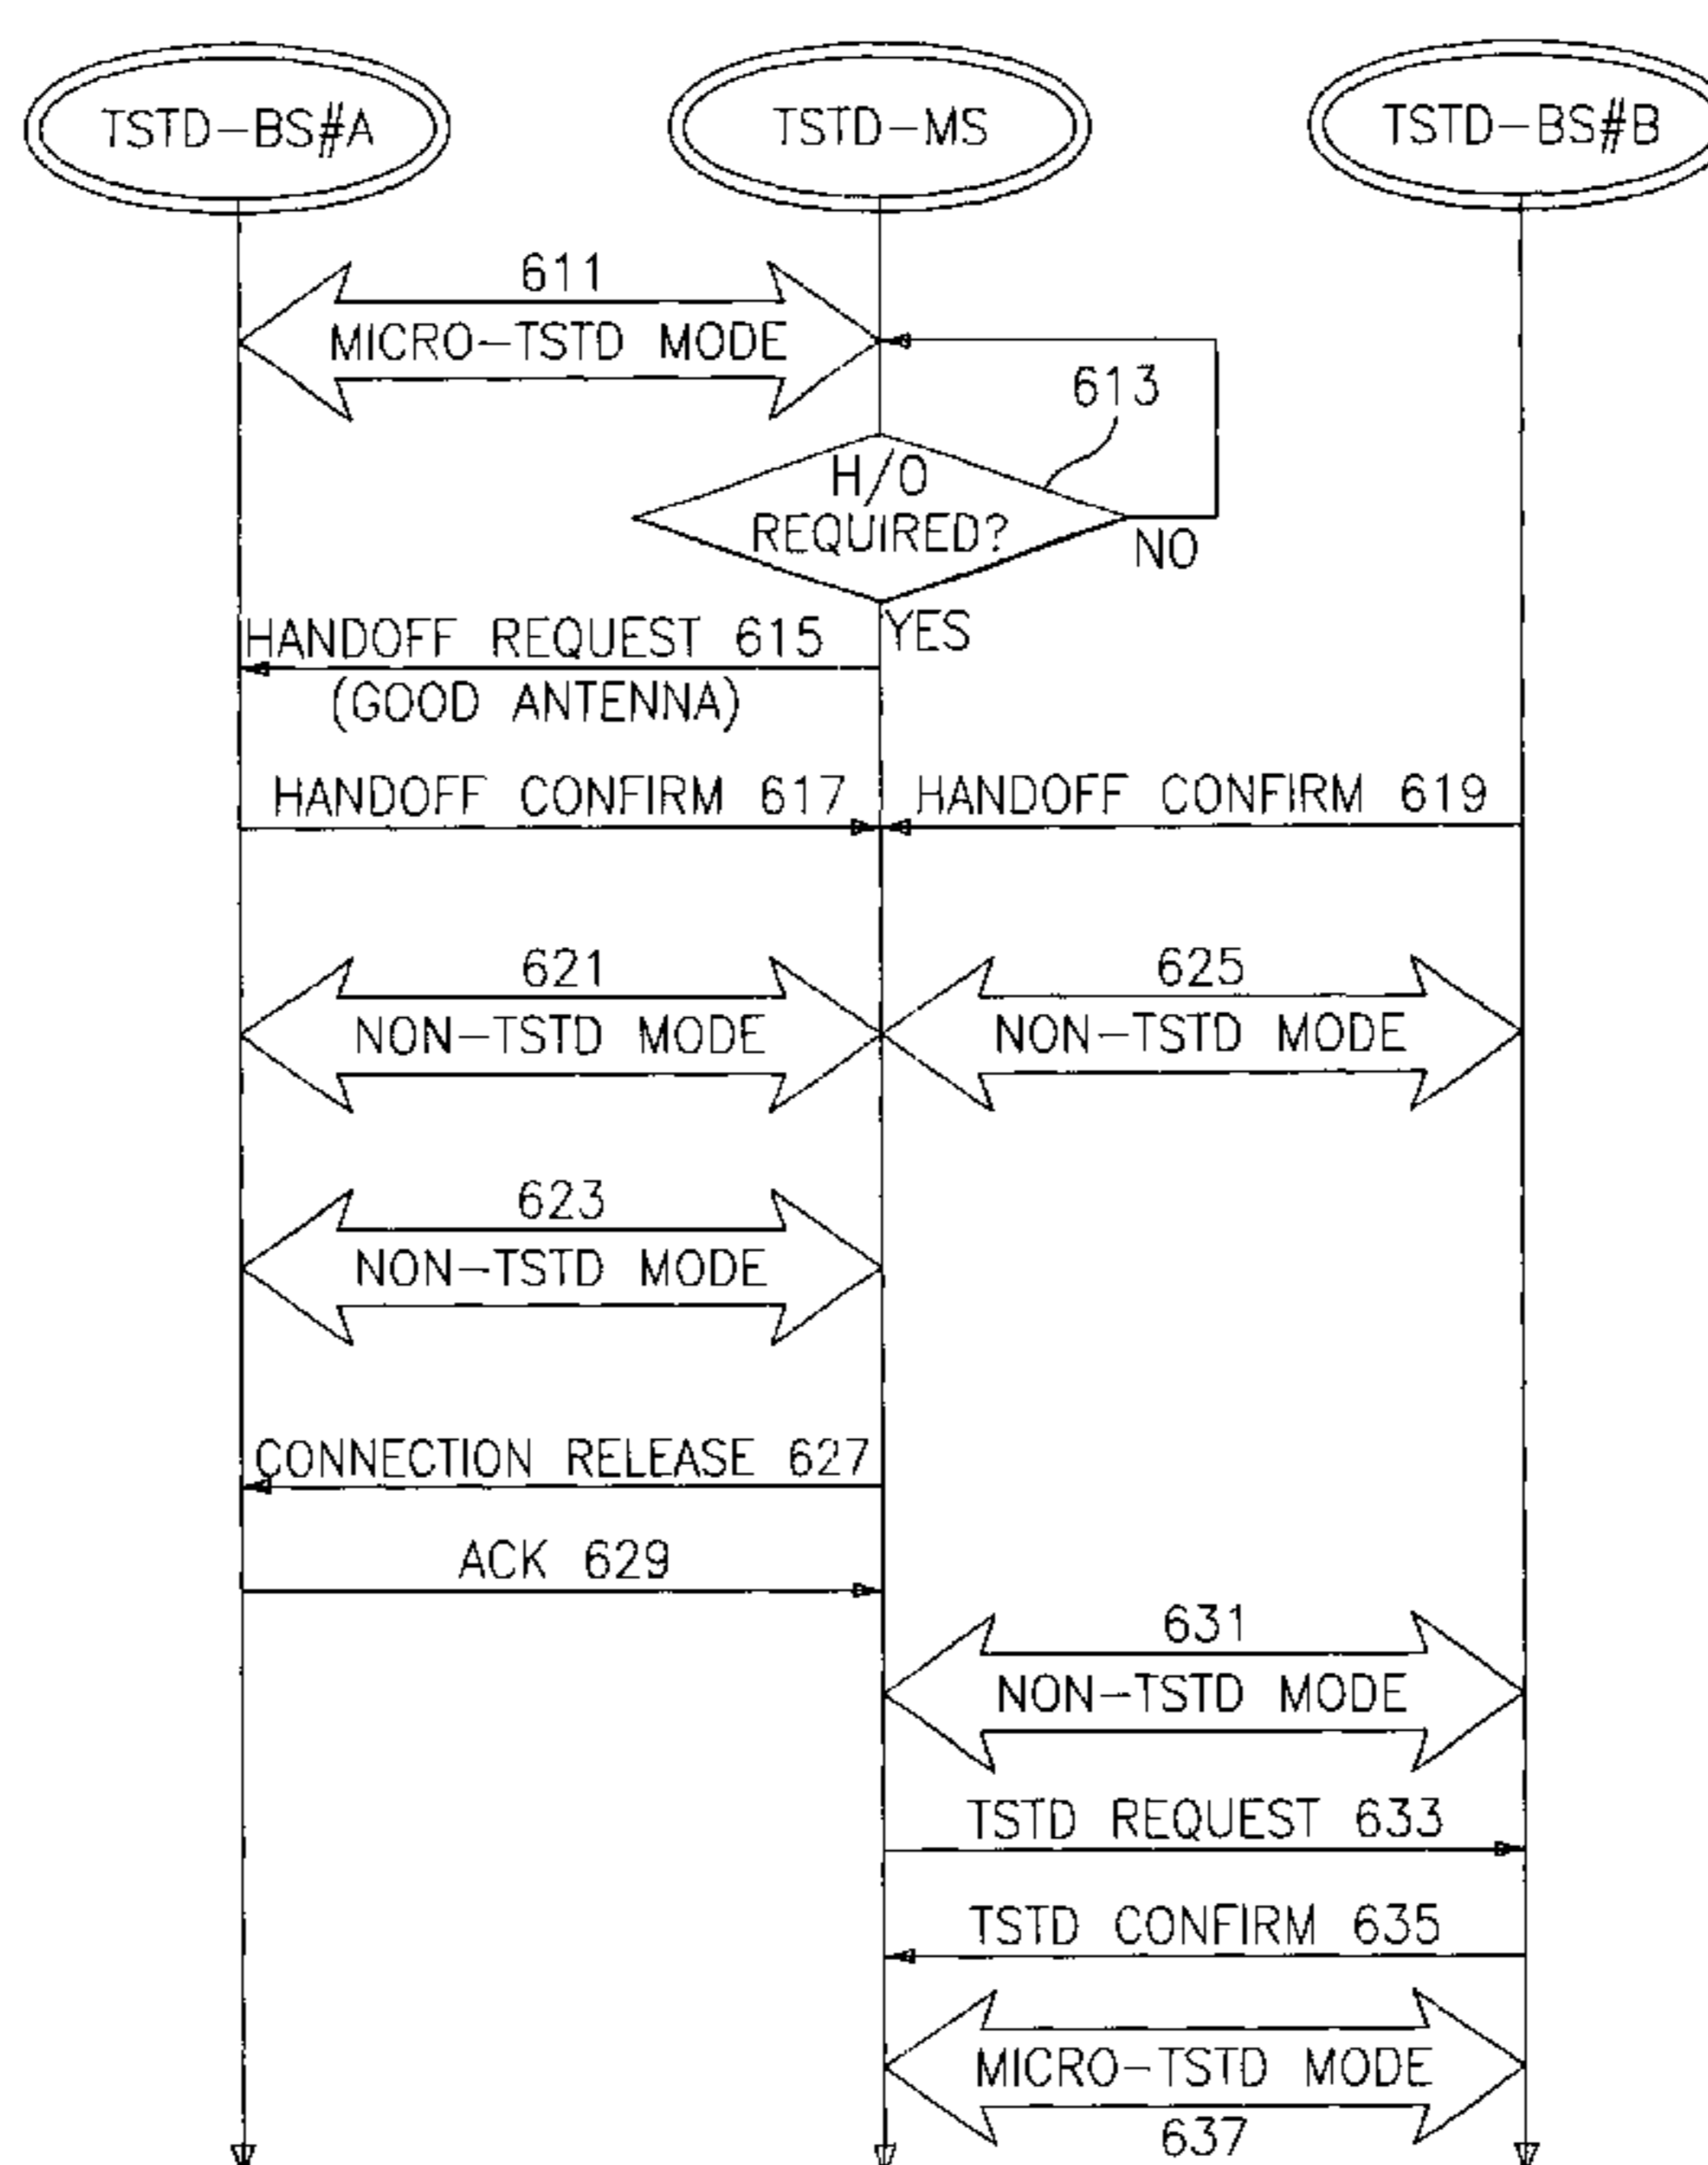 TSTD-BS#A
TSTD-MS
TSTD-BS#B
611
MICRO-TSTD MODE
613
H/O
REQUIRED?
NO
YES
HANDOFF REQUEST 615
(GOOD ANTENNA)
HANDOFF CONFIRM 617
HANDOFF CONFIRM 619
621
NON-TSTD MODE
625
NON-TSTD MODE
623
NON-TSTD MODE
CONNECTION RELEASE 627
ACK 629
631
NON-TSTD MODE
TSTD REQUEST 633
TSTD CONFIRM 635
MICRO-TSTD MODE
637